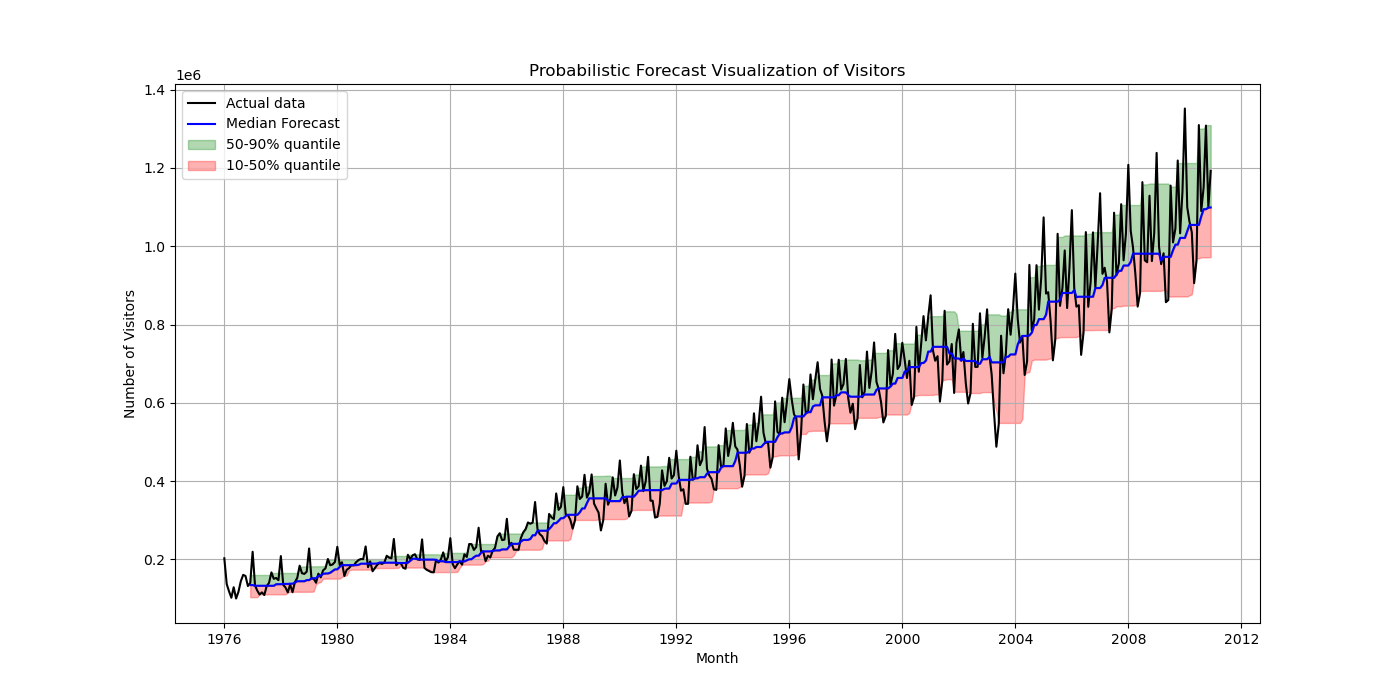 Probabilistic Forecast Visualization of Visitors
1e6
1.4
1.2
1.0
0.8
0.6
0.4
0.2
Number of Visitors
Actual data
Median Forecast
50-90% quantile
10-50% quantile
1976 1980 1984 1988 1992 1996 2000 2004 2008 2012
Month